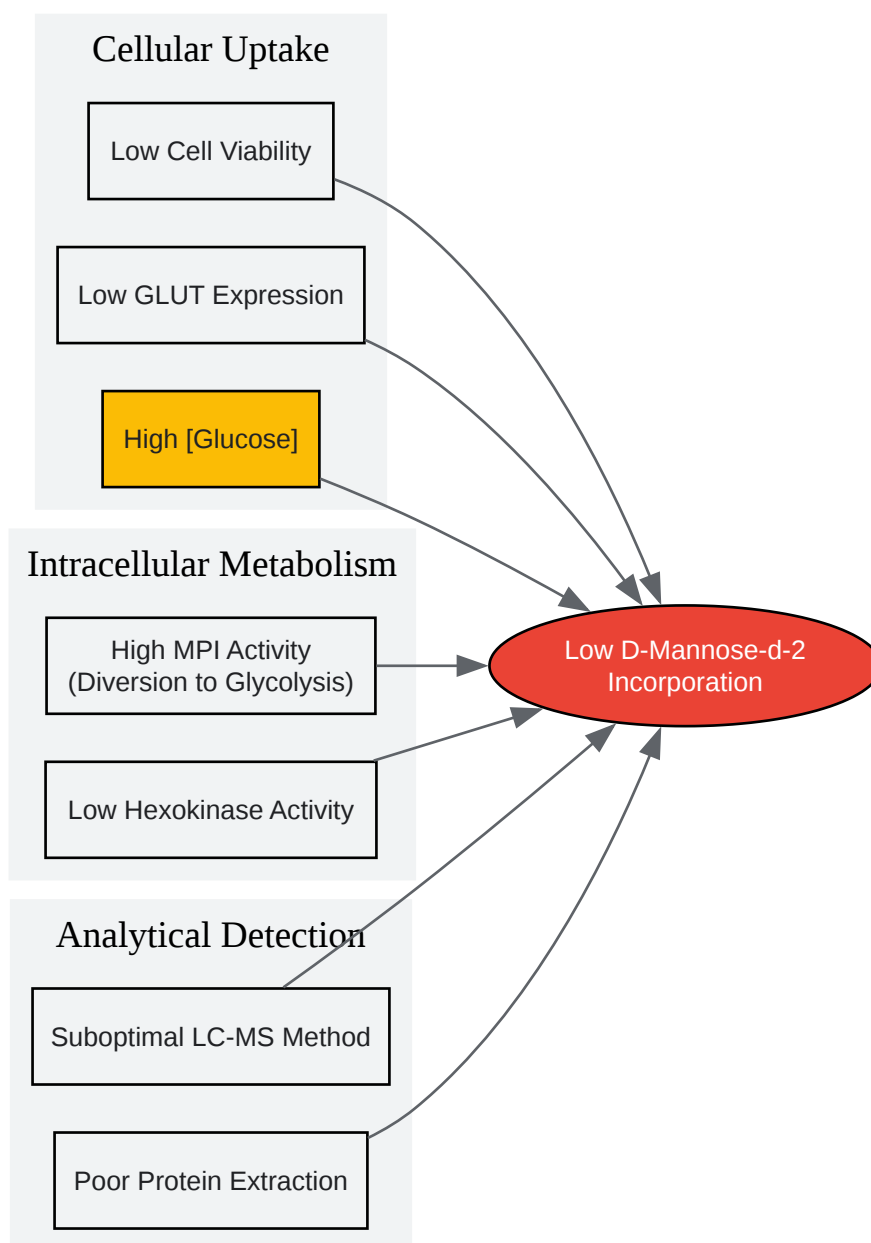 Cellular Uptake
Low Cell Viability
Low GLUT Expression
High [Glucose]
Intracellular Metabolism
High MPI Activity
(Diversion to Glycolysis)
Low Hexokinase Activity
Analytical Detection
Suboptimal LC-MS Method
Poor Protein Extraction
Low D-Mannose-d-2
Incorporation